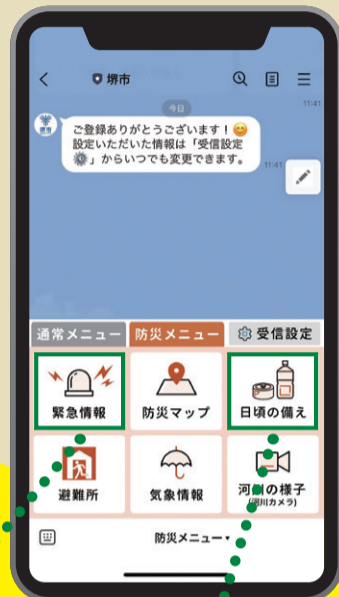 堺市
今日
11:41
ご登録ありがとうございます！😄
設定いただいた情報は「受信設定
⚙」からいつでも変更できます。
11:41
通常メニュー
防災メニュー
受信設定
緊急情報
防災マップ
日頃の備え
避難所
気象情報
河川の様子
(河川カメラ)
防災メニュー▾